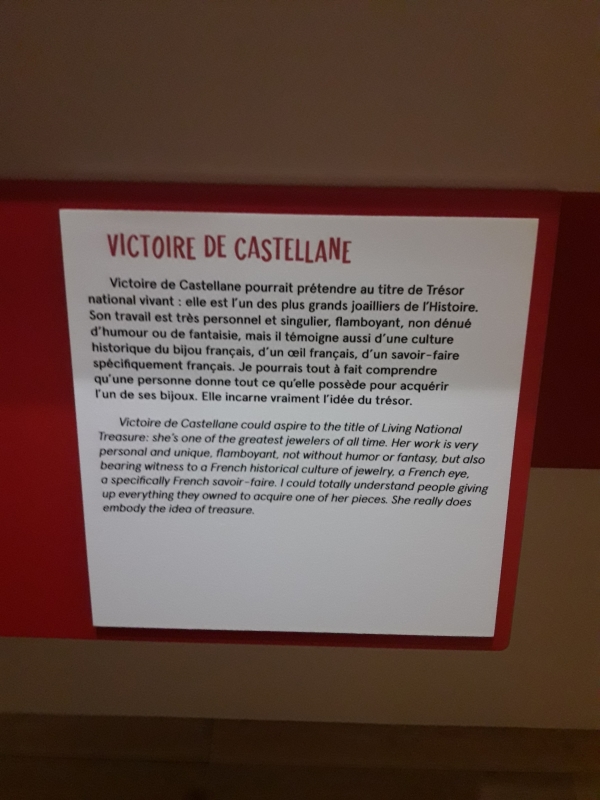 VICTOIRE DE CASTELLANE
Victoire de Castellane pourrait prétendre au titre de Trésor
national vivant : elle est l'un des plus grands joailliers de l'Histoire.
Son travail est très personnel et singulier, flamboyant, non dénué
d'humour ou de fantaisie, mais il témoigne aussi d'une culture
historique du bijou français, d'un œil français, d'un savoir-faire
spécifiquement français. Je pourrais tout à fait comprendre
qu'une personne donne tout ce qu'elle possède pour acquérir
l'un de ses bijoux. Elle incarne vraiment l'idée du trésor.
Victoire de Castellane could aspire to the title of Living National
Treasure: she's one of the greatest jewelers of all time. Her work is very
personal and unique, flamboyant, not without humor or fantasy, but also
bearing witness to a French historical culture of jewelry, a French eye,
a specifically French savoir-faire. I could totally understand people giving
up everything they owned to acquire one of her pieces. She really does
embody the idea of treasure.